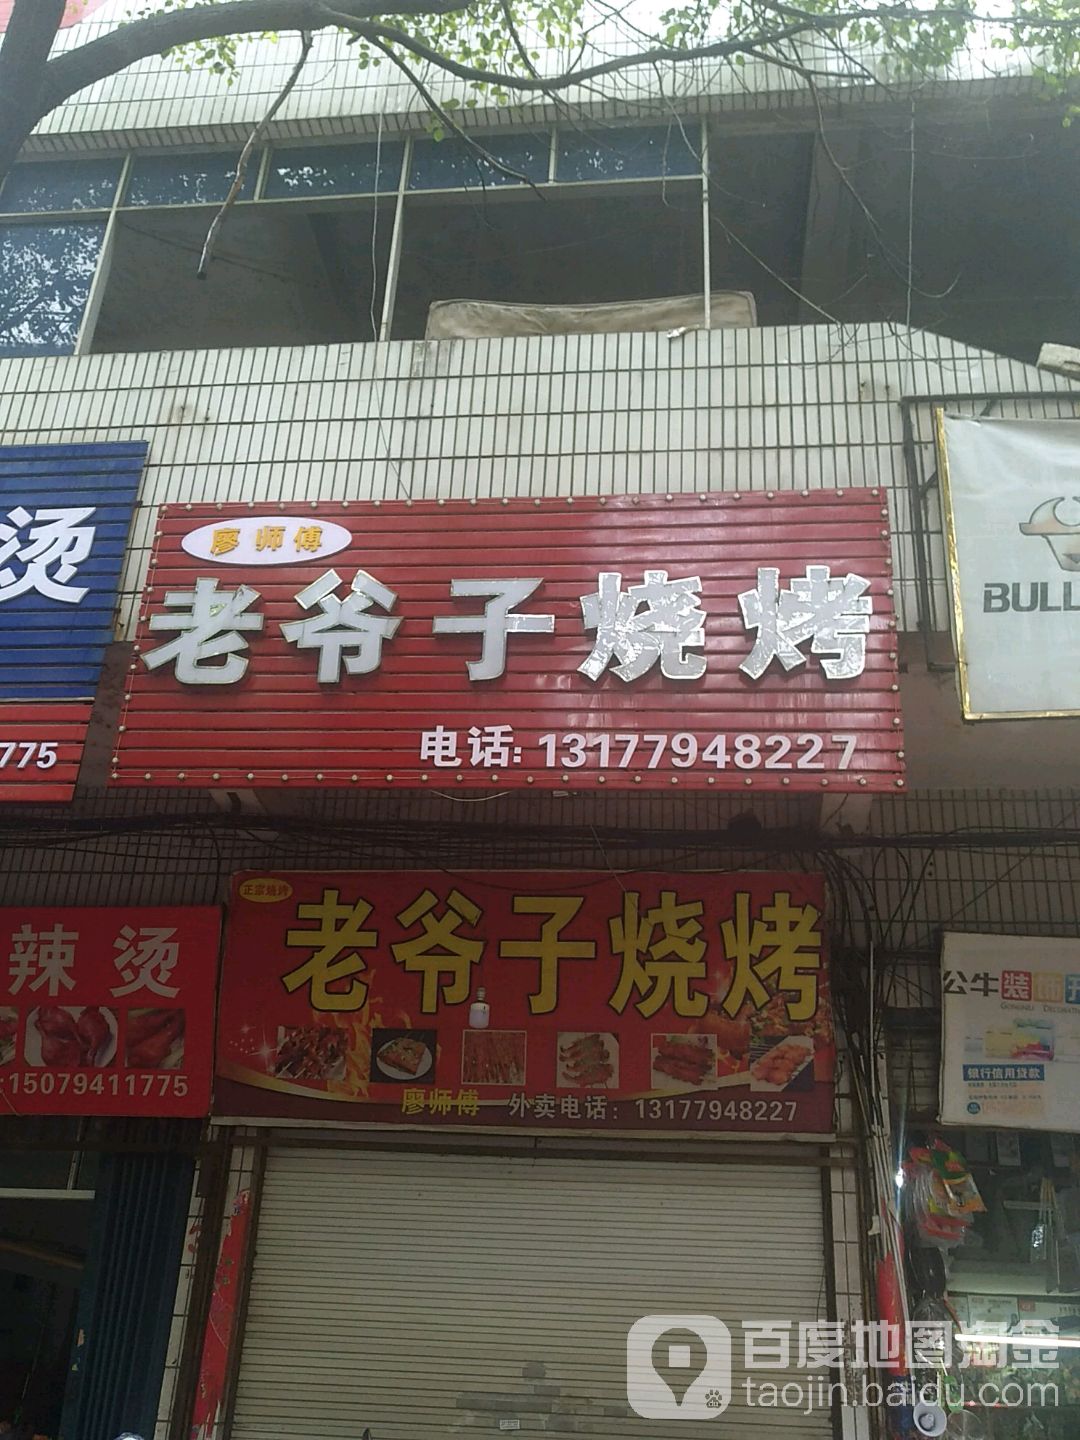 烫
775
廖师傅
老爷子烧烤
电话: 13177948227
BULL
辣烫
:15079411775
正宗烧烤
老爷子烧烤
廖师傅 外卖电话: 13177948227
公牛装饰开
银行信用贷款
百度地图淘金
taojin.baidu.com